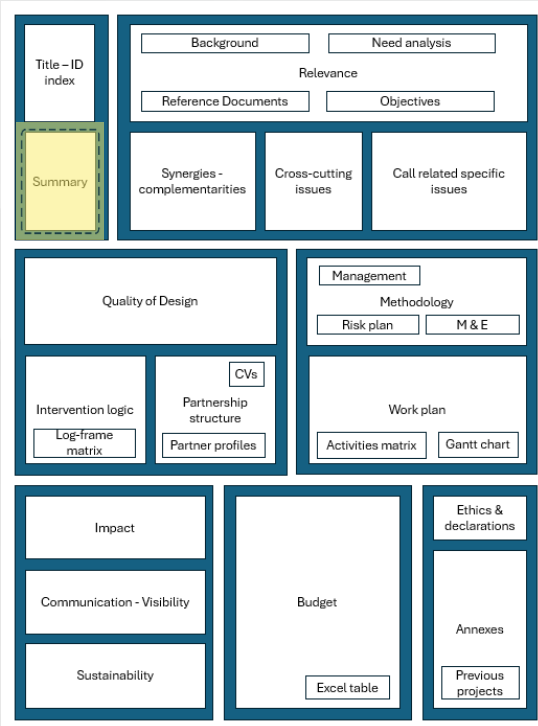 Title – ID
index
Summary
Background
Need analysis
Relevance
Reference Documents
Objectives
Synergies -
complementarities
Cross-cutting
issues
Call related specific
issues
Quality of Design
Management
Methodology
Risk plan
M & E
Intervention logic
Log-frame
matrix
CVs
Partnership
structure
Partner profiles
Work plan
Activities matrix
Gantt chart
Impact
Communication - Visibility
Sustainability
Budget
Excel table
Ethics &
declarations
Annexes
Previous
projects